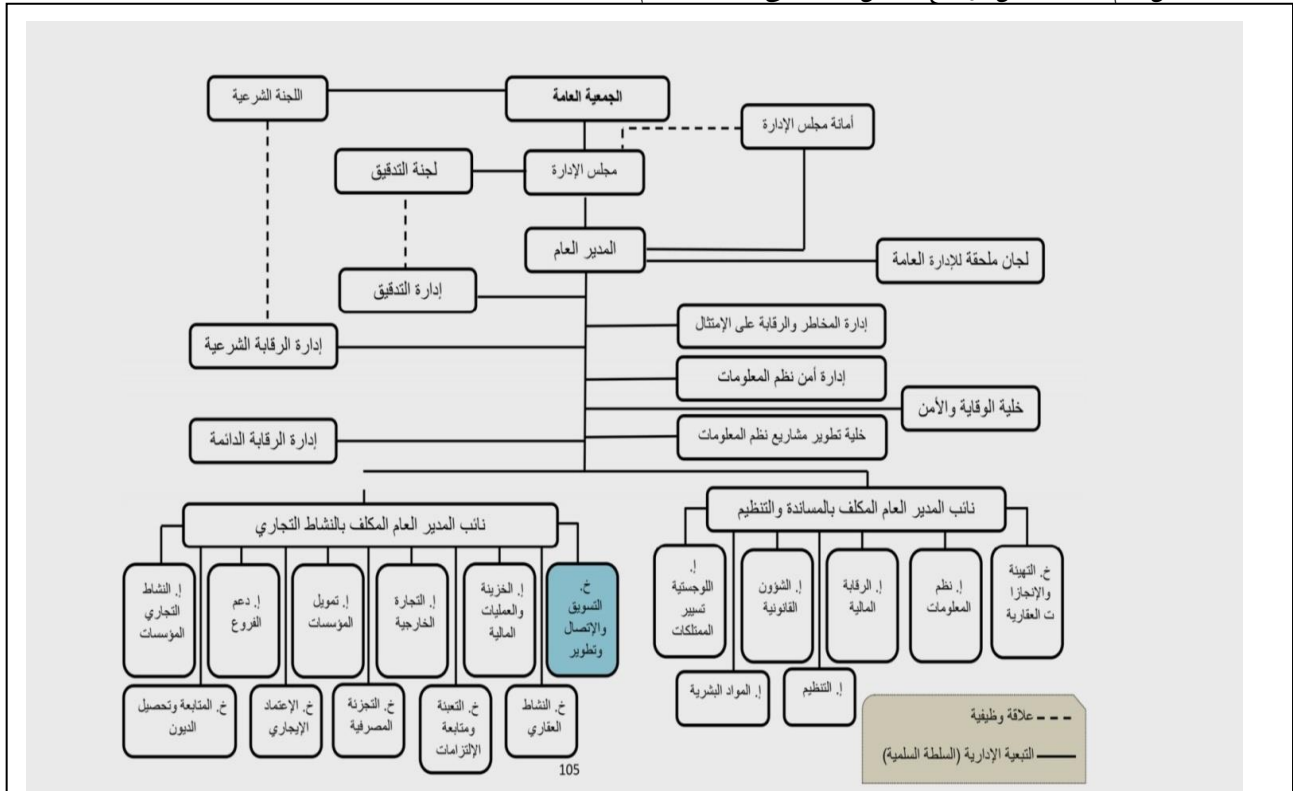 الجمعية العامة
اللجنة الشرعية
أمانة مجلس الإدارة
مجلس الإدارة
لجنة التدقيق
المدير العام
لجان ملحقة للإدارة العامة
إدارة التدقيق
إدارة المخاطر والرقابة على الإمتثال
إدارة الرقابة الشرعية
إدارة أمن نظم المعلومات
خلية الوقاية والأمن
خلية تطوير مشاريع نظم المعلومات
إدارة الرقابة الدائمة
نائب المدير العام المكلف بالمساندة والتنظيم
نائب المدير العام المكلف بالنشاط التجاري
خ. التهيئة
والإنجازا
ت العقارية
إ. نظم
المعلومات
إ. الرقابة
المالية
إ. الشؤون
القانونية
إ.
اللوجستية
تسيير
الممتلكات
إ. التنظيم
إ. المواد البشرية
خ.
التسويق
والإتصال
وتطوير
إ. الخزينة
والعمليات
المالية
إ. التجارة
الخارجية
إ. تمويل
المؤسسات
إ. دعم
الفروع
إ. النشاط
التجاري
المؤسسات
خ. النشاط
العقاري
خ. التعبئة
ومتابعة
الإلتزامات
خ. التجزئة
المصرفية
خ. الإعتماد
الإيجاري
خ. المتابعة وتحصيل
الديون
علاقة وظيفية
التبعية الإدارية (السلطة السلمية)
105